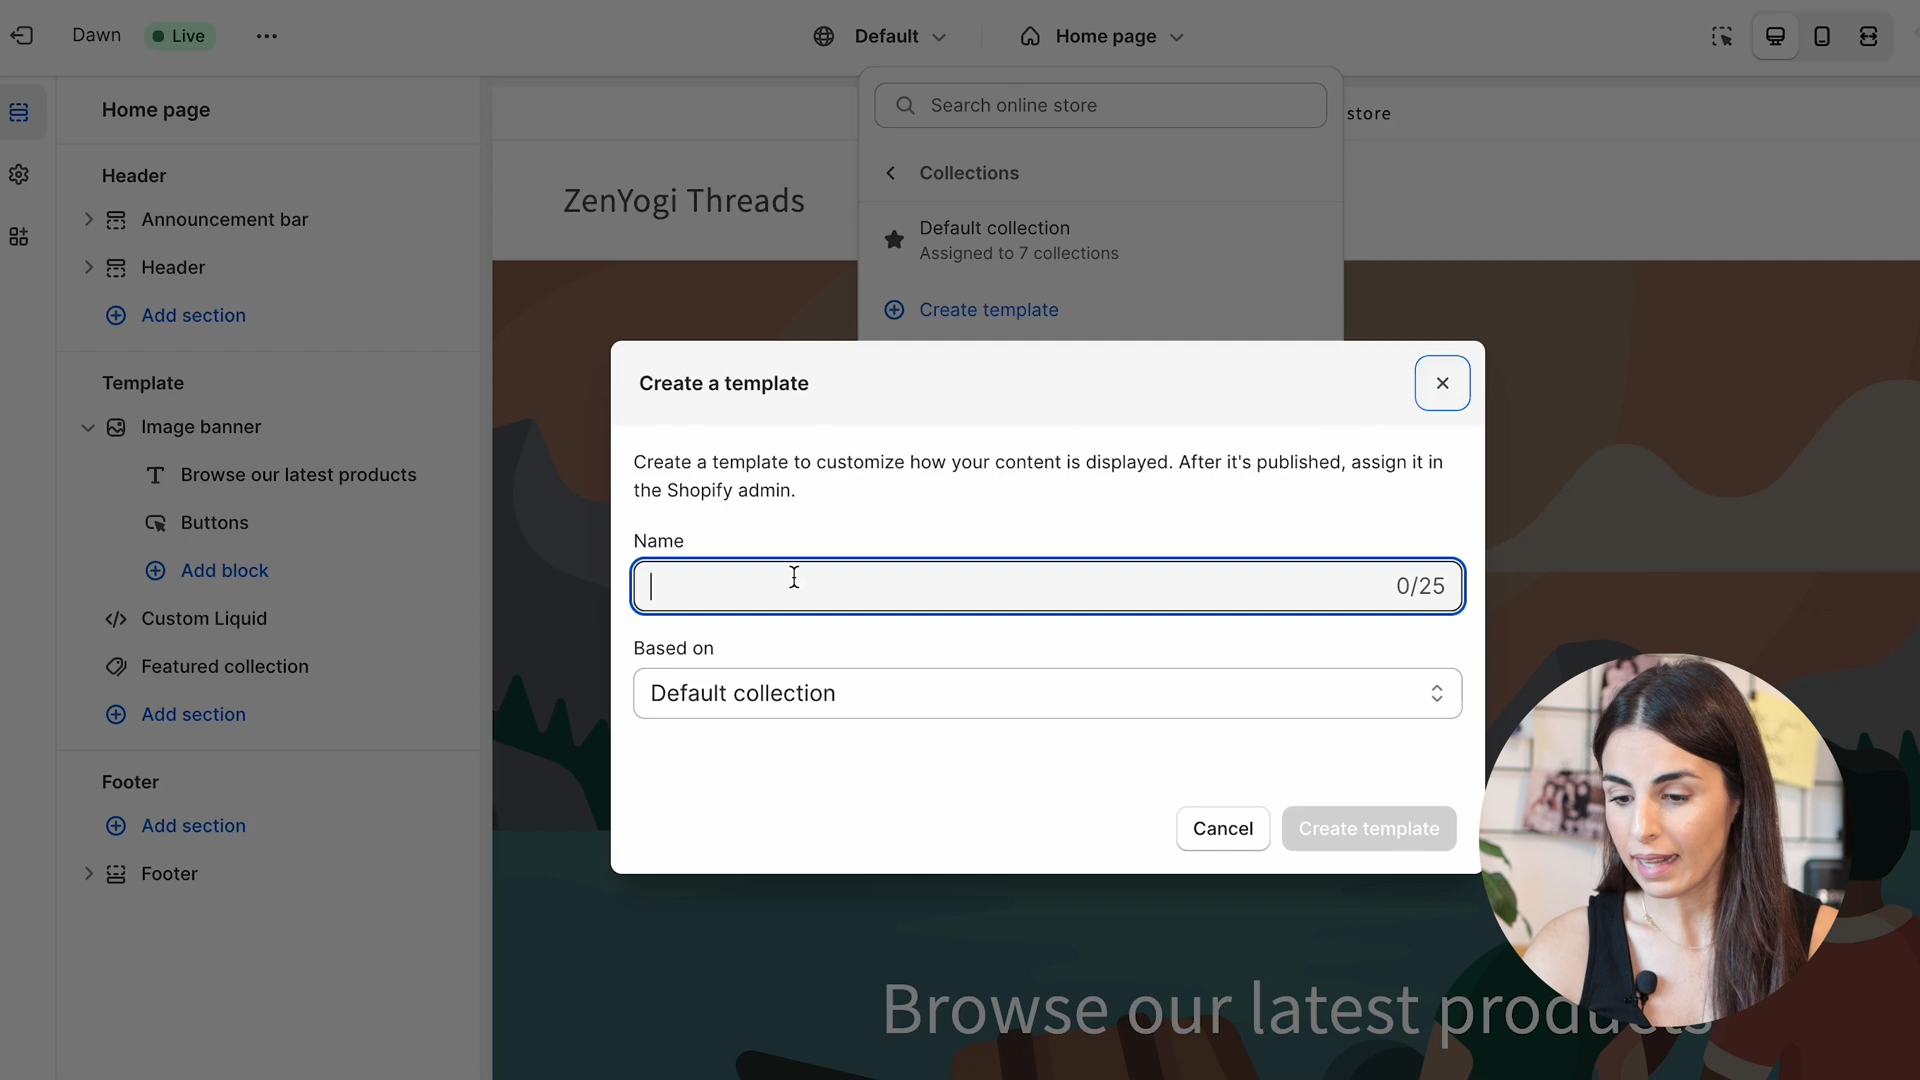 Dawn
Live
Default
Home page
Home page
Search online store
store
Header
Collections
Announcement bar
ZenYogi Threads
Default collection
Assigned to 7 collections
Header
Add section
Create template
Template
Create a template
Image banner
Create a template to customize how your content is displayed. After it's published, assign it in
the Shopify admin.
Browse our latest products
Buttons
Name
Add block
0/25
Custom Liquid
Based on
Featured collection
Default collection
Add section
Footer
Add section
Cancel
Create template
Footer
Browse our latest products